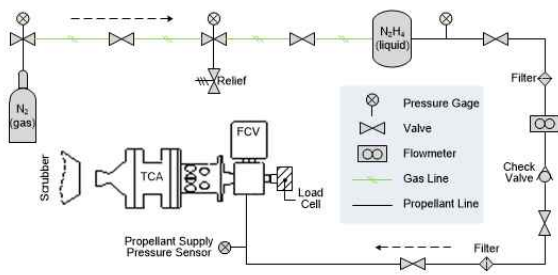 N₂
(gas)
Relief
N₂H₄
(liquid)
Filter
Check
Valve
Filter
Pressure Gage
Valve
Flowmeter
Gas Line
Propellant Line
FCV
TCA
Scrubber
Load
Cell
Propellant Supply
Pressure Sensor